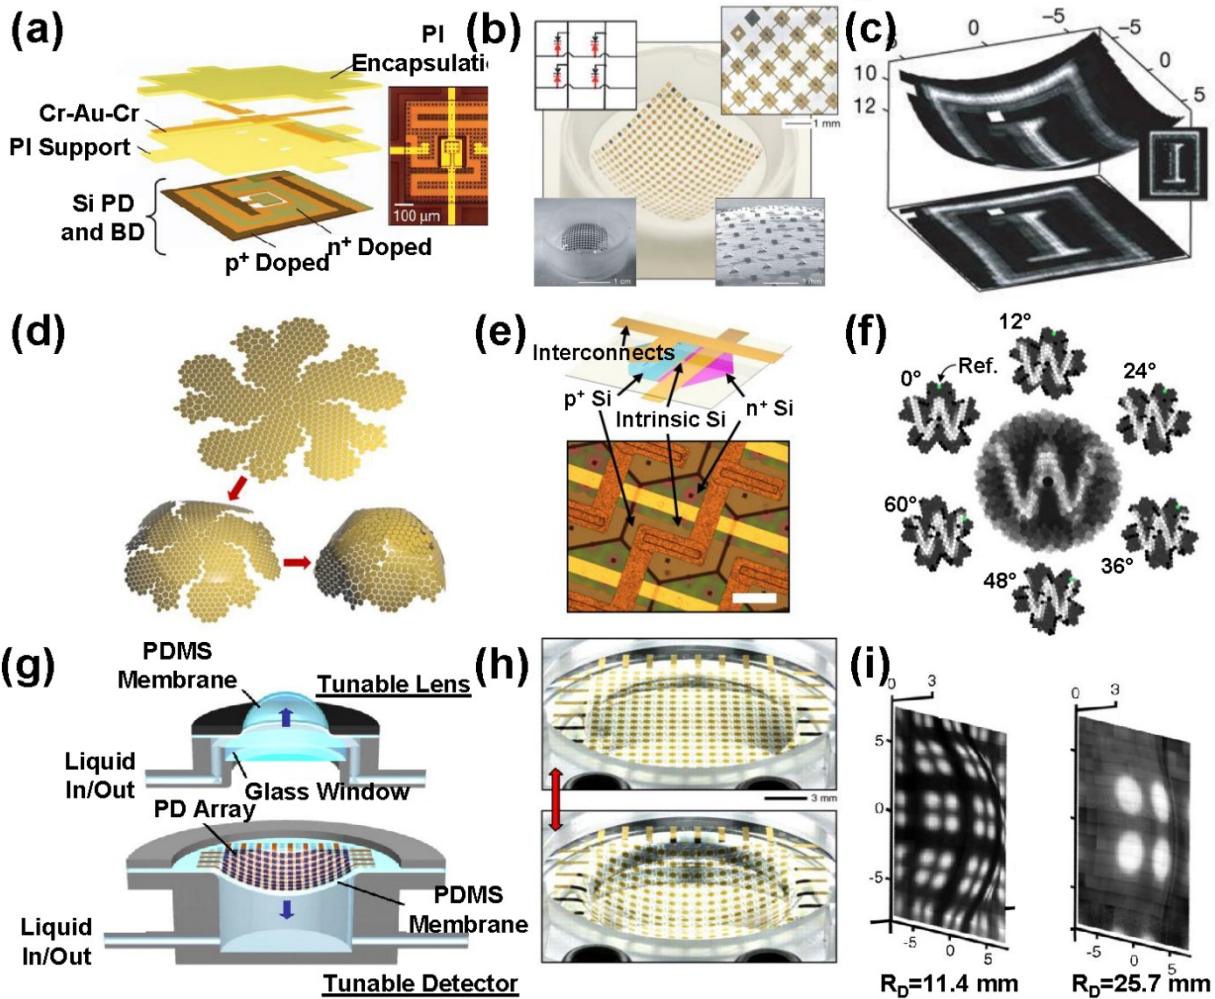 (a)
PI
Encapsulati
Cr-Au-Cr
PI Support
Si PD
and BD
n+ Doped
p+ Doped
100 μm
(b)
1 mm
1 cm
1 mm
(c)
0
-5
0
5
10
12
I
I
I
(d)
(e)
Interconnects
p+ Si
Intrinsic Si
n+ Si
(f)
12°
0°
Ref.
24°
W
60°
36°
48°
(g)
PDMS
Membrane
Tunable Lens
Liquid
In/Out
Glass Window
PD Array
PDMS
Membrane
Liquid
In/Out
Tunable Detector
(h)
3 mm
(i)
0
3
5
0
-5
-5
0
5
RD=11.4 mm
0
3
5
0
-5
-5
0
5
RD=25.7 mm